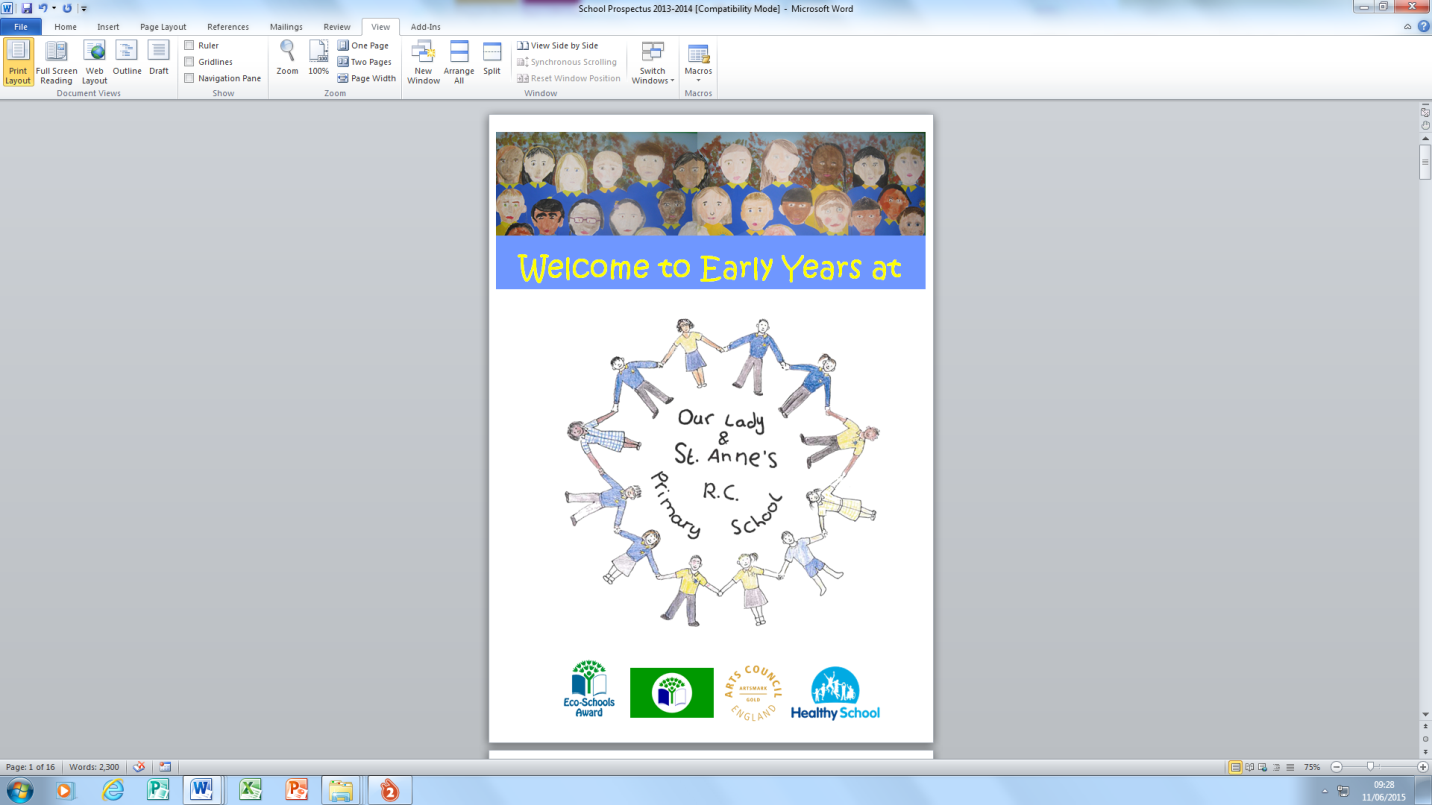 School Prospectus 2013-2014 [Compatibility Mode] - Microsoft Word
File Home Insert Page Layout References Mailings Review View Add-Ins
Print Layout
Full Screen Reading
Web Layout
Outline
Draft
Document Views
Ruler
Gridlines
Navigation Pane
Show
Zoom
100%
One Page
Two Pages
Page Width
Zoom
New Window
Arrange All
Split
View Side by Side
Synchronous Scrolling
Reset Window Position
Window
Switch Windows
Macros
Macros
Welcome to Early Years at
Our Lady
&
St. Anne's
R.C.
Primary School
Eco-Schools
Award
ARTS COUNCIL
ARTSMARK
GOLD
ENGLAND
Healthy School
Page: 1 of 16 Words: 2,300
75%
09:28
11/06/2015